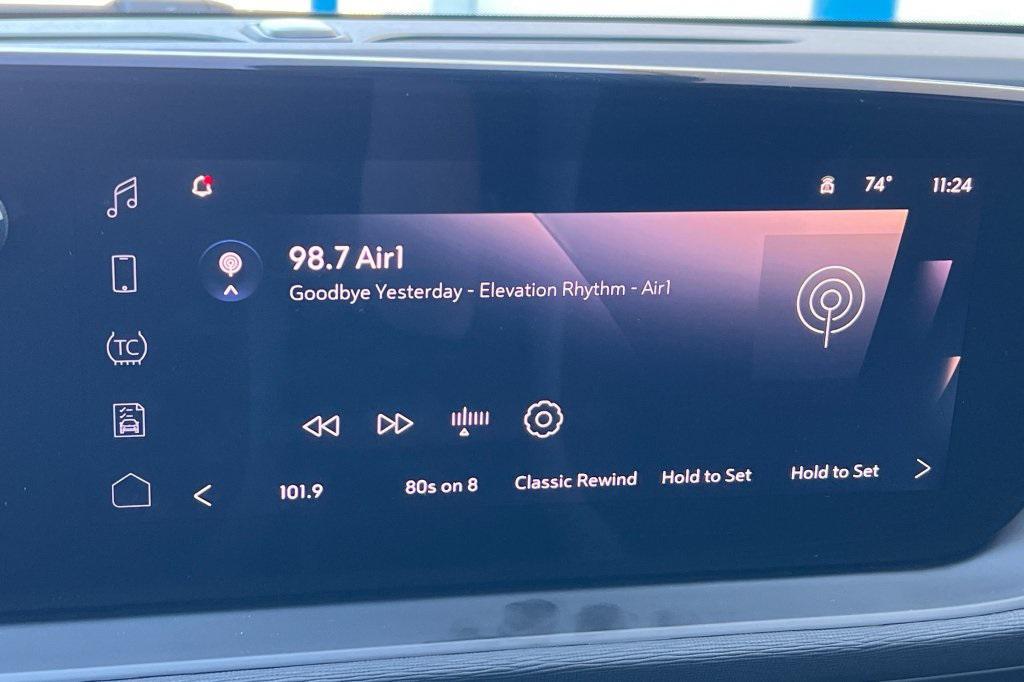 74° 11:24
98.7 Air1
Goodbye Yesterday - Elevation Rhythm - Air1
TC
101.9 80s on 8 Classic Rewind Hold to Set Hold to Set